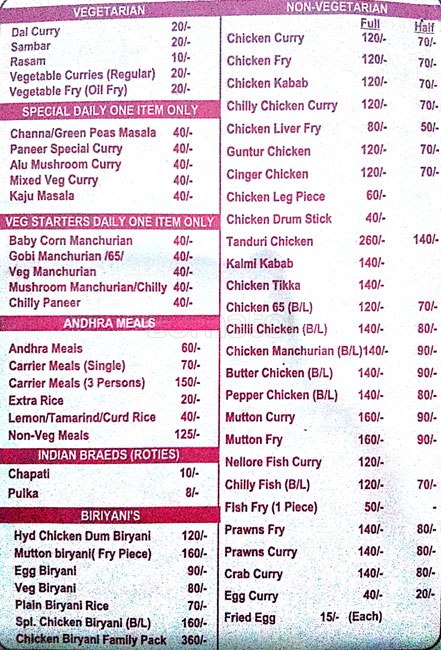 VEGETARIAN
Dal Curry 20/-
Sambar 20/-
Rasam 10/-
Vegetable Curries (Regular) 20/-
Vegetable Fry (Oil Fry) 20/-
SPECIAL DAILY ONE ITEM ONLY
Channa/Green Peas Masala 40/-
Paneer Special Curry 40/-
Alu Mushroom Curry 40/-
Mixed Veg Curry 40/-
Kaju Masala 40/-
VEG STARTERS DAILY ONE ITEM ONLY
Baby Corn Manchurian 40/-
Gobi Manchurian /65/ 40/-
Veg Manchurian 40/-
Mushroom Manchurian/Chilly 40/-
Chilly Paneer 40/-
ANDHRA MEALS
Andhra Meals 60/-
Carrier Meals (Single) 70/-
Carrier Meals (3 Persons) 150/-
Extra Rice 20/-
Lemon/Tamarind/Curd Rice 40/-
Non-Veg Meals 125/-
INDIAN BRAEDS (ROTIES)
Chapati 10/-
Pulka 8/-
BIRIYANI'S
Hyd Chicken Dum Biryani 120/-
Mutton biryani( Fry Piece) 160/-
Egg Biryani 90/-
Veg Biryani 80/-
Plain Biryani Rice 70/-
Spl. Chicken Biryani (B/L) 160/-
Chicken Biryani Family Pack 360/-
NON-VEGETARIAN
Full Half
Chicken Curry 120/- 70/-
Chicken Fry 120/- 70/-
Chicken Kabab 120/- 70/-
Chilly Chicken Curry 120/- 70/-
Chicken Liver Fry 80/- 50/-
Guntur Chicken 120/- 70/-
Cinger Chicken 120/- 70/-
Chicken Leg Piece 60/-
Chicken Drum Stick 40/-
Tanduri Chicken 260/- 140/-
Kalmi Kabab 140/-
Chicken Tikka 140/-
Chicken 65 (B/L) 120/- 70/-
Chilli Chicken (B/L) 140/- 80/-
Chicken Manchurian (B/L)140/- 90/-
Butter Chicken (B/L) 140/- 90/-
Pepper Chicken (B/L) 140/- 80/-
Mutton Curry 160/- 90/-
Mutton Fry 160/- 90/-
Nellore Fish Curry 120/-
Chilly Fish (B/L) 120/- 70/-
Fish Fry (1 Piece) 50/- -
Prawns Fry 140/- 80/-
Prawns Curry 140/- 80/-
Crab Curry 140/- 80/-
Egg Curry 40/- 20/-
Fried Egg 15/- (Each)